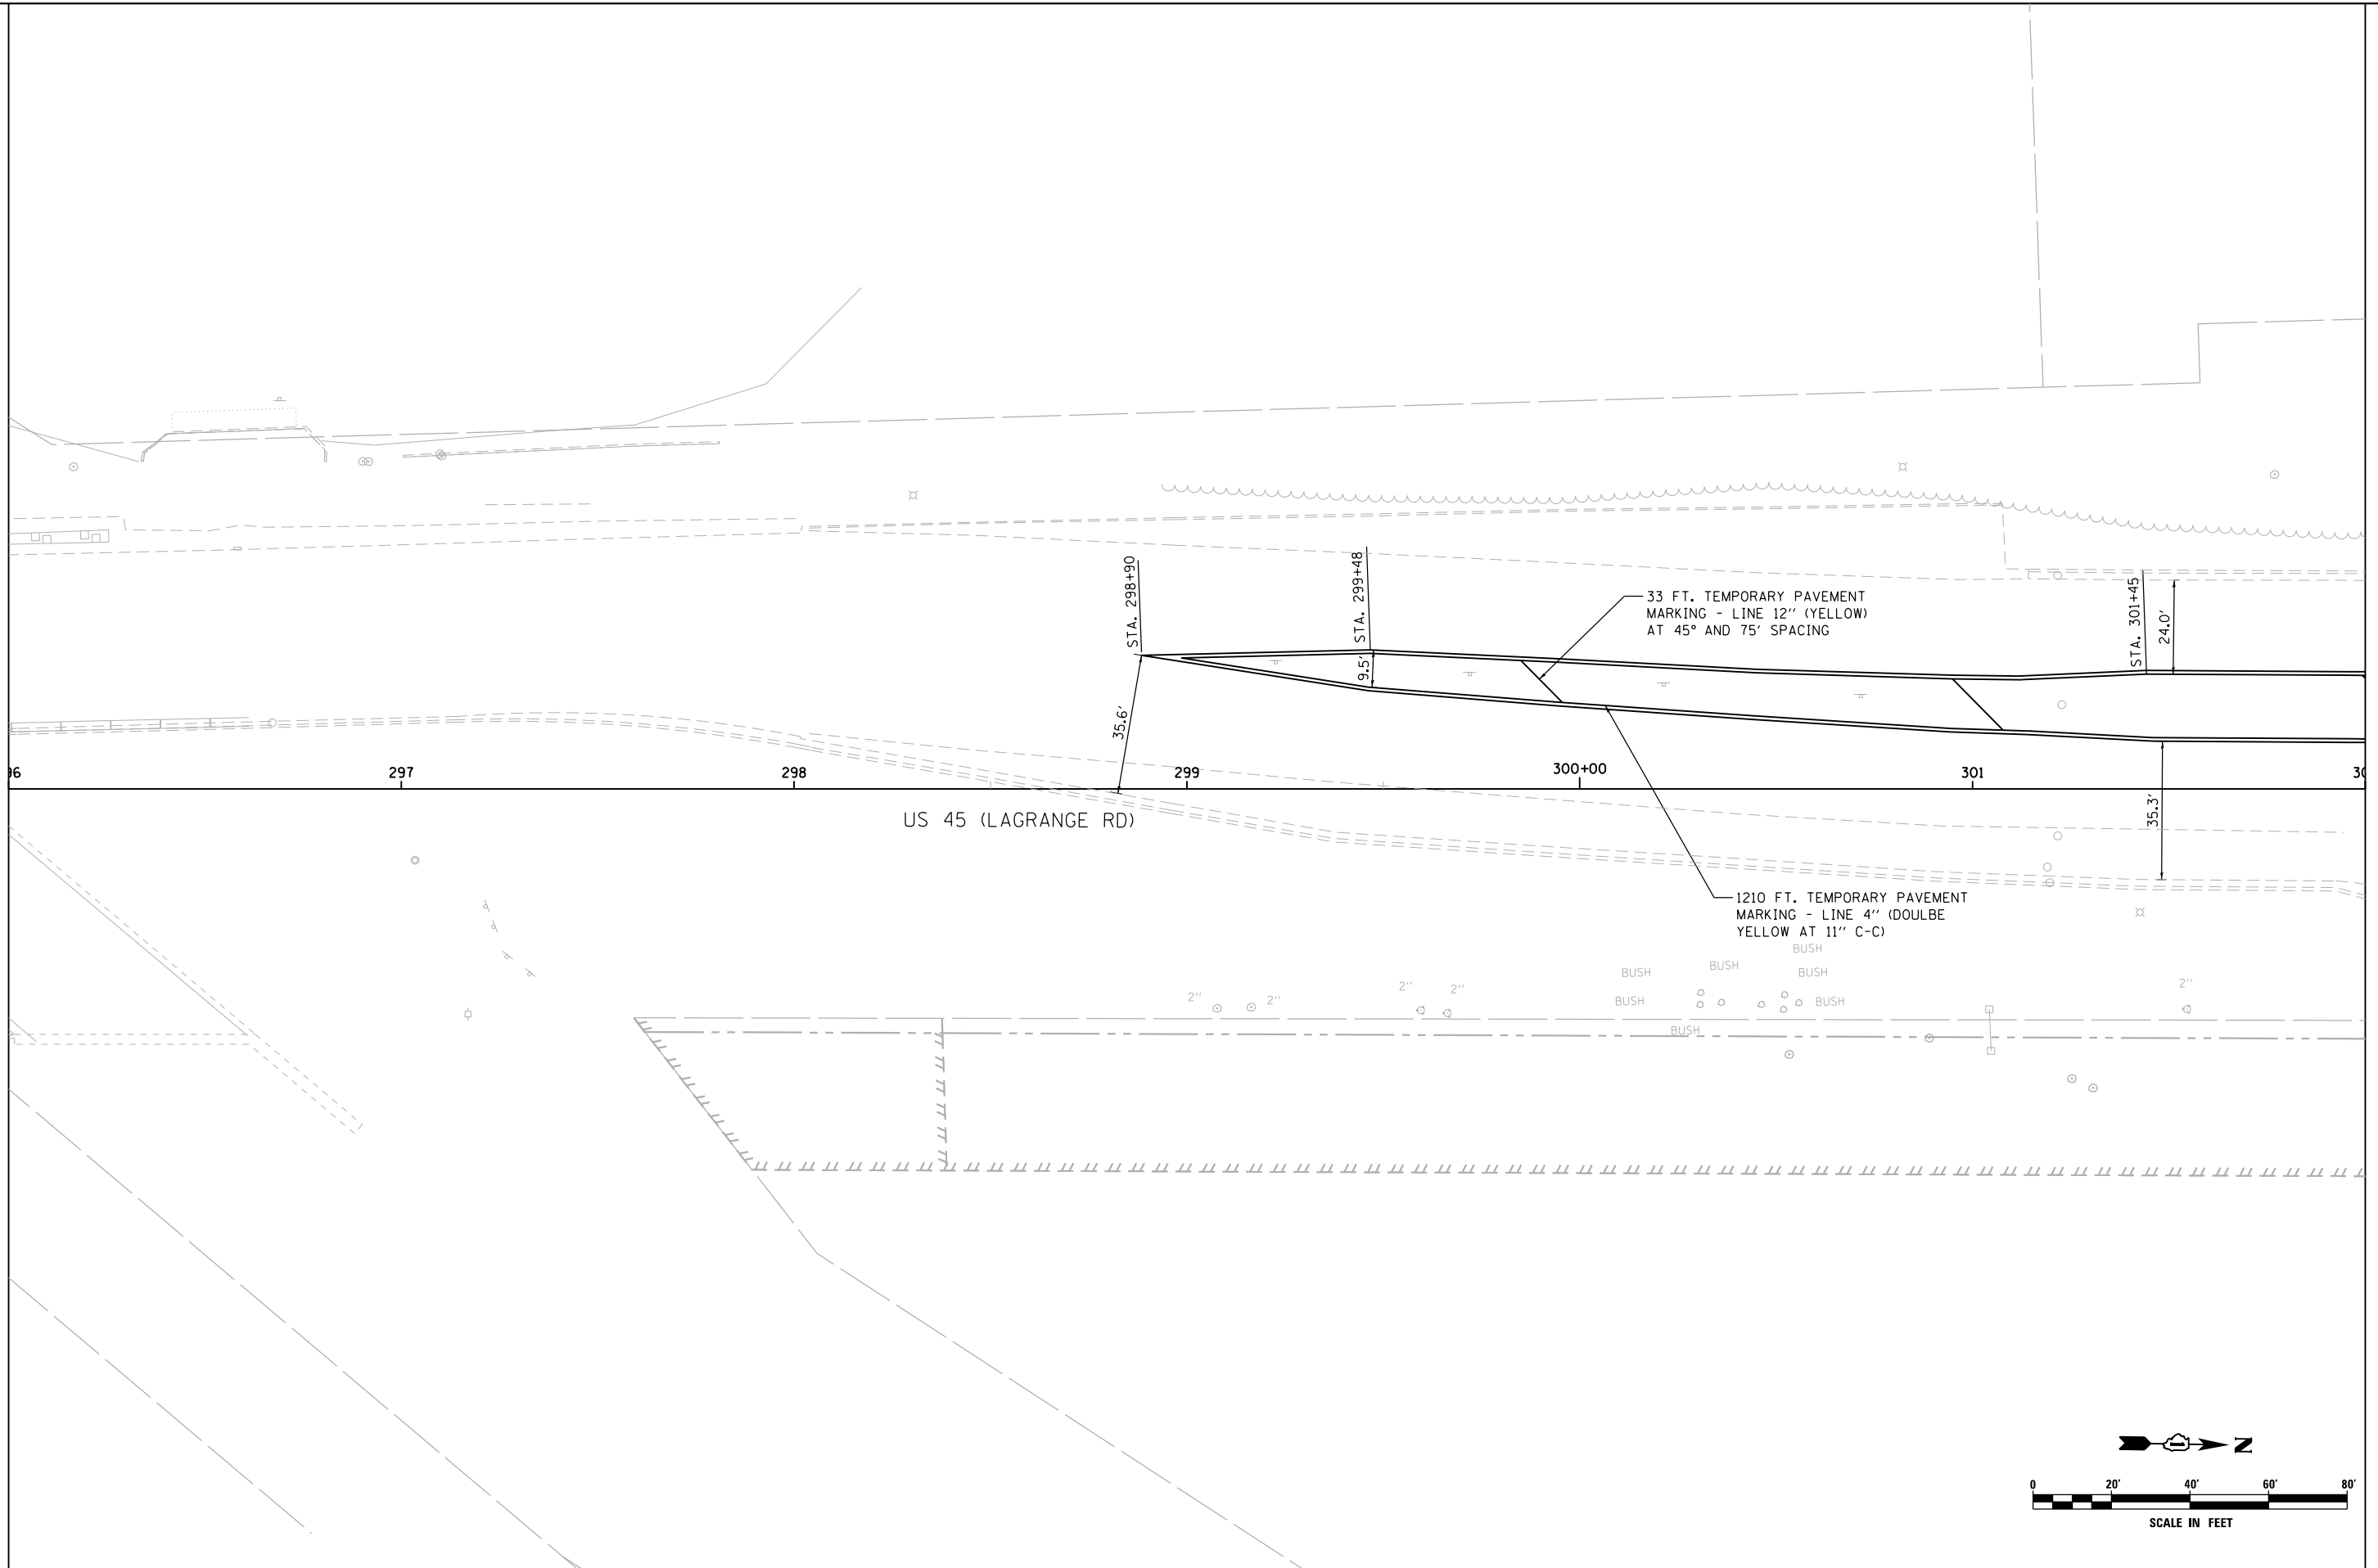 STA. 298+90
STA. 299+48
33 FT. TEMPORARY PAVEMENT
MARKING - LINE 12'' (YELLOW)
AT 45° AND 75' SPACING
STA. 301+45
24.0'
9.5'
35.6'
96
297
298
299
300+00
301
30
US 45 (LAGRANGE RD)
35.3'
1210 FT. TEMPORARY PAVEMENT
MARKING - LINE 4'' (DOULBE
YELLOW AT 11'' C-C)
BUSH
BUSH
BUSH
BUSH
2''
2''
2''
2''
BUSH
BUSH
2''
BUSH
N
0 20' 40' 60' 80'
SCALE IN FEET